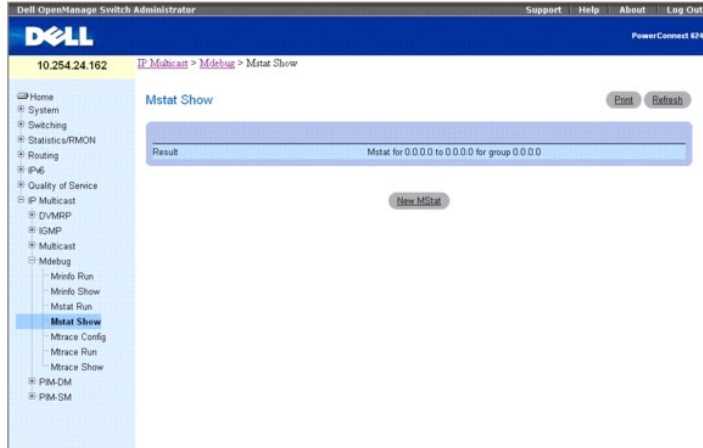 Dell OpenManage Switch Administrator Support Help About Log Out
DELL
PowerConnect 624
10.254.24.162
IP Multicast > Mdebug > Mstat Show
Home
System
Switching
Statistics/RMON
Routing
IPv6
Quality of Service
IP Multicast
DVMRP
IGMP
Multicast
Mdebug
Mrinfo Run
Mrinfo Show
Mstat Run
Mstat Show
Mtrace Config
Mtrace Run
Mtrace Show
PIM-DM
PIM-SM
Mstat Show
Print Refresh
Result Mstat for 0.0.0.0 to 0.0.0.0 for group 0.0.0.0
New MStat